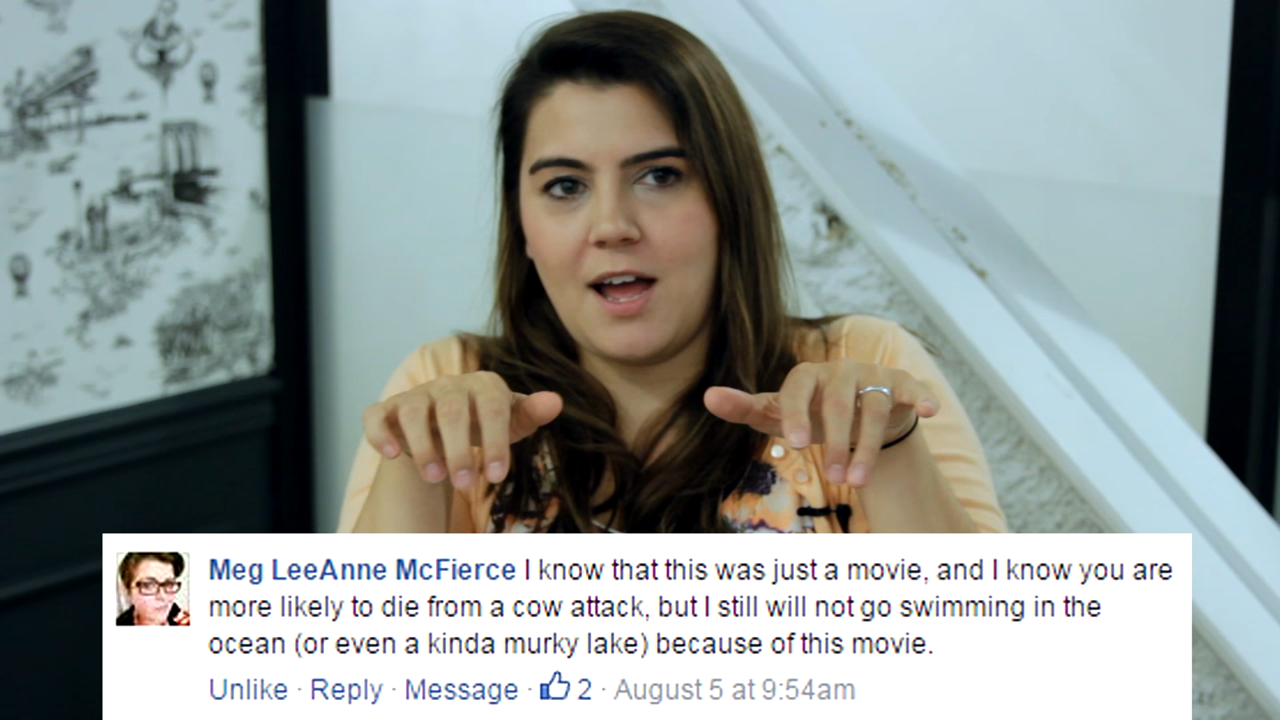 Meg LeeAnne McFierce I know that this was just a movie, and I know you are
more likely to die from a cow attack, but I still will not go swimming in the
ocean (or even a kinda murky lake) because of this movie.
Unlike · Reply · Message · 2 · August 5 at 9:54am